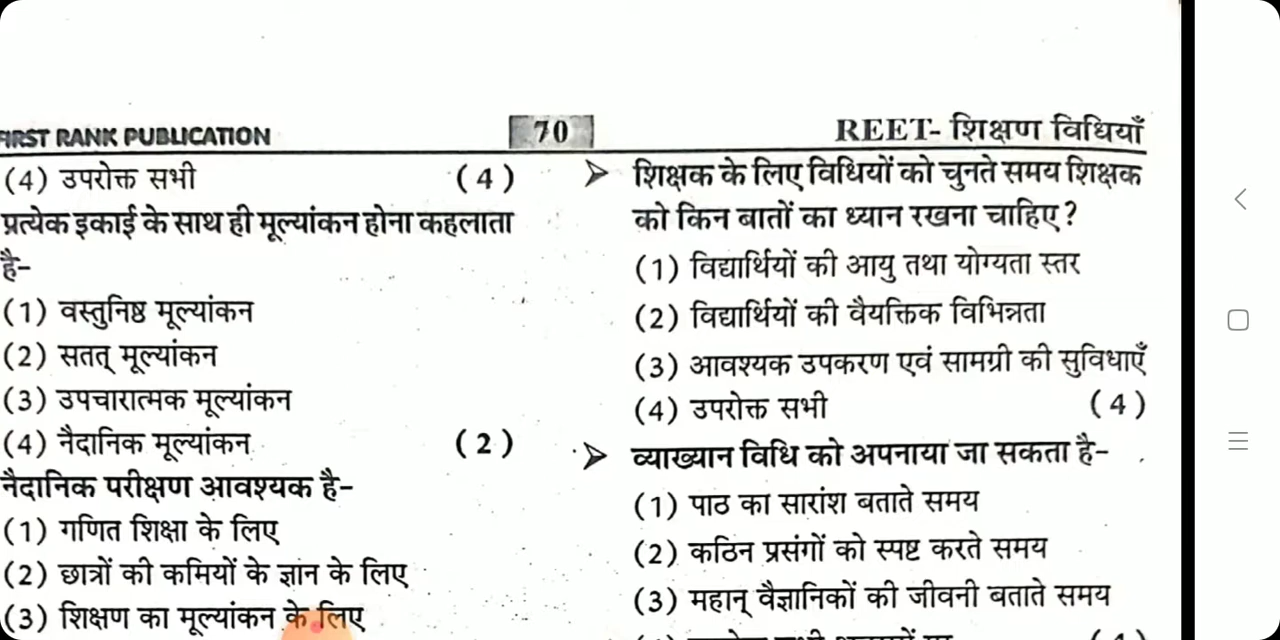 FIRST RANK PUBLICATION
70
REET- शिक्षण विधियाँ
(4) उपरोक्त सभी (4)
प्रत्येक इकाई के साथ ही मूल्यांकन होना कहलाता
है-
(1) वस्तुनिष्ठ मूल्यांकन
(2) सतत् मूल्यांकन
(3) उपचारात्मक मूल्यांकन
(4) नैदानिक मूल्यांकन (2)
नैदानिक परीक्षण आवश्यक है-
(1) गणित शिक्षा के लिए
(2) छात्रों की कमियों के ज्ञान के लिए
(3) शिक्षण का मूल्यांकन के लिए
➢ शिक्षक के लिए विधियों को चुनते समय शिक्षक
को किन बातों का ध्यान रखना चाहिए?
(1) विद्यार्थियों की आयु तथा योग्यता स्तर
(2) विद्यार्थियों की वैयक्तिक विभिन्नता
(3) आवश्यक उपकरण एवं सामग्री की सुविधाएँ
(4) उपरोक्त सभी (4)
➢ व्याख्यान विधि को अपनाया जा सकता है-
(1) पाठ का सारांश बताते समय
(2) कठिन प्रसंगों को स्पष्ट करते समय
(3) महान् वैज्ञानिकों की जीवनी बताते समय